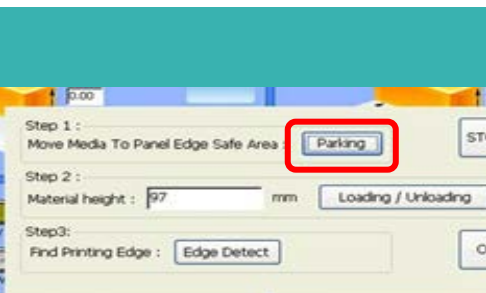 0.00
Step 1 :
Move Media To Panel Edge Safe Area : Parking
Step 2 :
Material height : 97 mm Loading / Unloading
Step3:
Find Printing Edge : Edge Detect